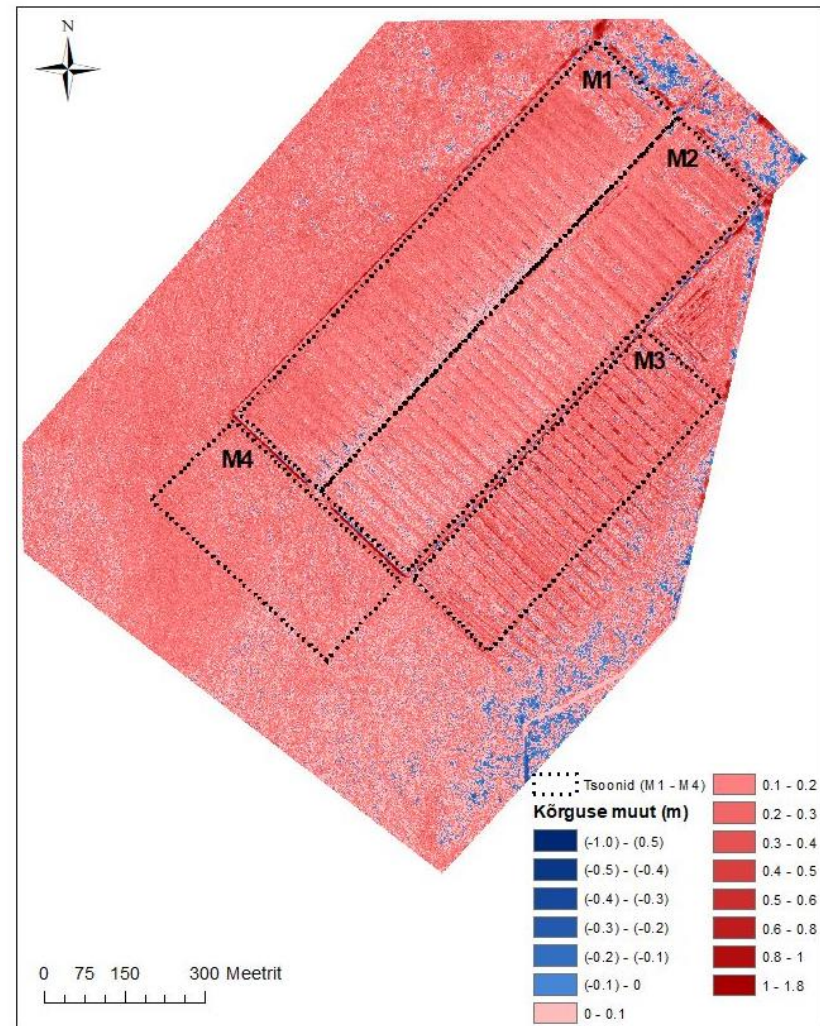 N
M1
M2
M3
M4
Tsoonid (M1 - M4)
Kõrguse muut (m)
(-1.0) - (0.5)
(-0.5) - (-0.4)
(-0.4) - (-0.3)
(-0.3) - (-0.2)
(-0.2) - (-0.1)
(-0.1) - 0
0 - 0.1
0.1 - 0.2
0.2 - 0.3
0.3 - 0.4
0.4 - 0.5
0.5 - 0.6
0.6 - 0.8
0.8 - 1
1 - 1.8
0 75 150 300 Meetrit